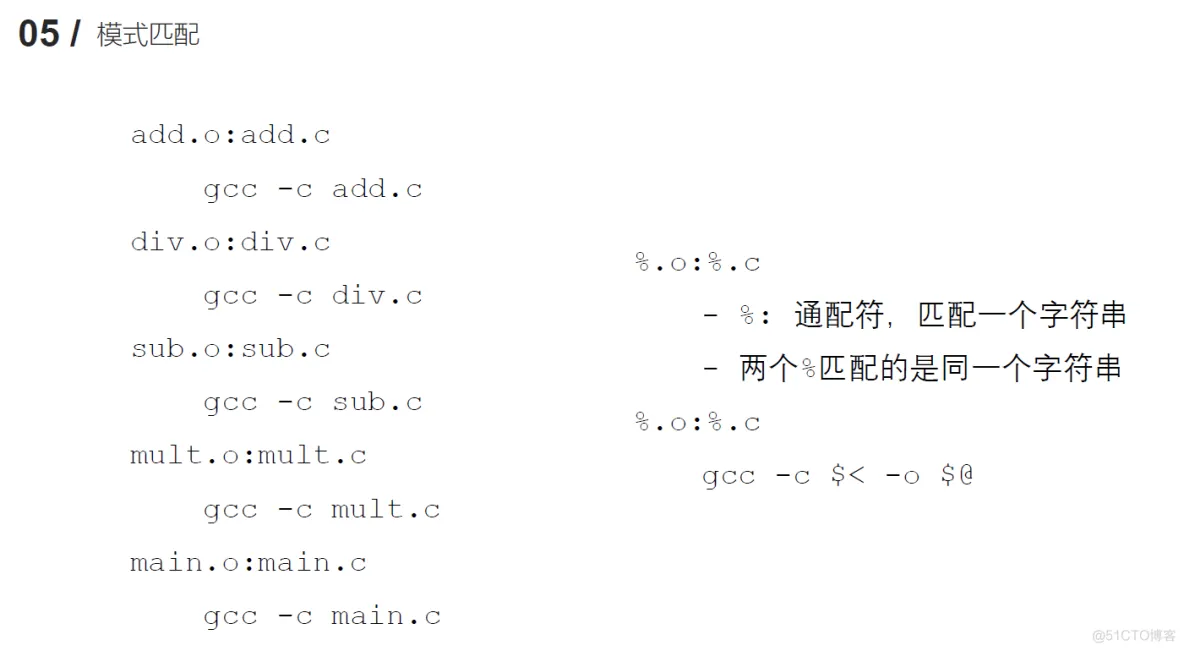 05 / 模式匹配
add.o:add.c
gcc -c add.c
div.o:div.c
gcc -c div.c
sub.o:sub.c
gcc -c sub.c
mult.o:mult.c
gcc -c mult.c
main.o:main.c
gcc -c main.c
%.o:%.c
- %: 通配符, 匹配一个字符串
- 两个%匹配的是同一个字符串
%.o:%.c
gcc -c $< -o $@
@51CTO博客